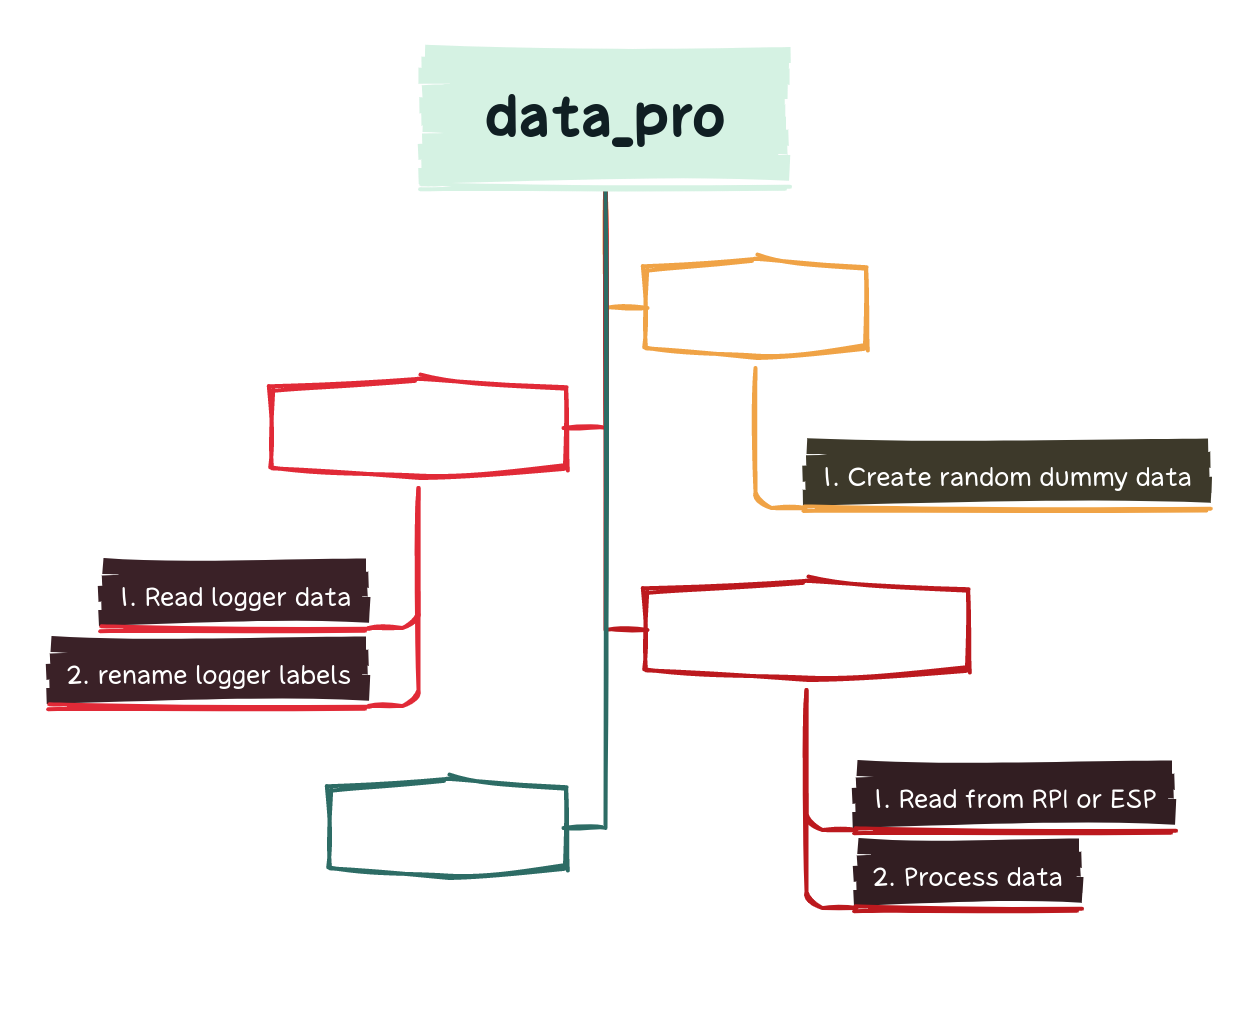 data_pro
1. Create random dummy data
1. Read logger data
2. rename logger labels
1. Read from RPI or ESP
2. Process data